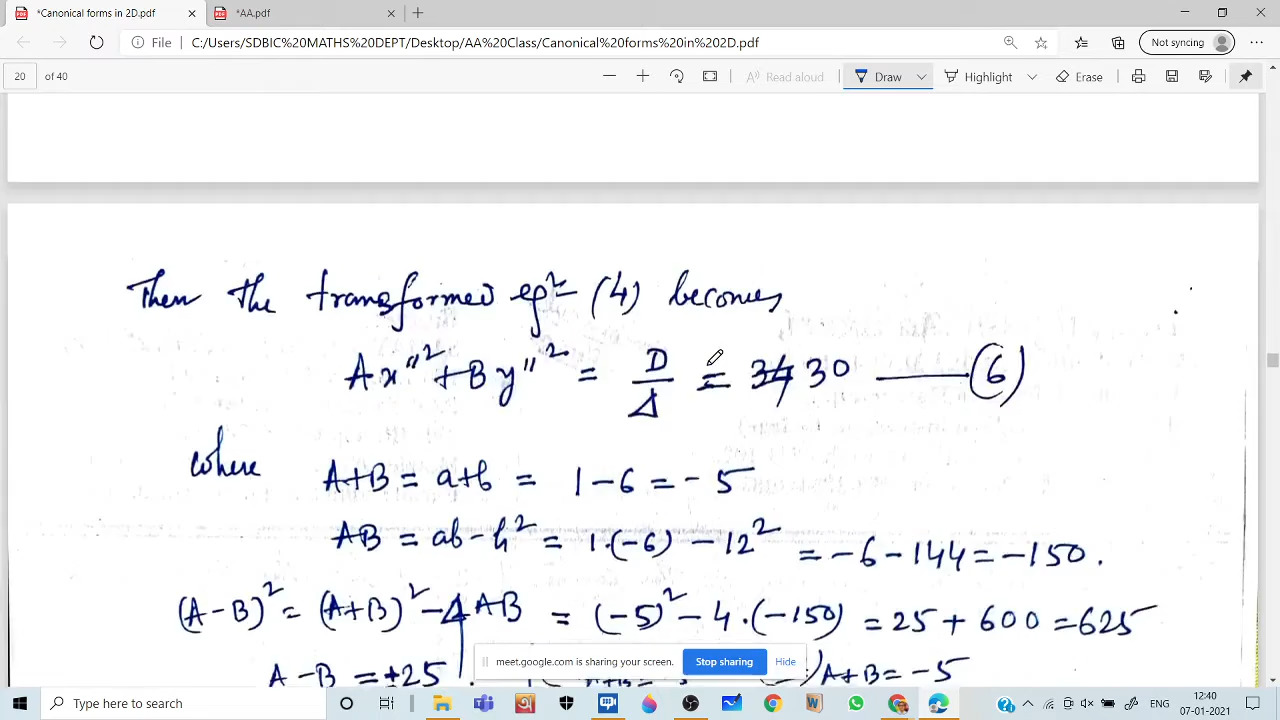 *Canonical forms in 2D.pdf
*AA.pdf
File C:/Users/SDBIC%20MATHS%20DEPT/Desktop/AA%20Class/Canonical%20forms%20in%202D.pdf
Not syncing
20 of 40
Read aloud
Draw
Highlight
Erase
Then the transformed eqⁿ (4) becomes
Ax''² + By''² = D/Δ = 30 —— (6)
where A+B = a+b = 1-6 = -5
AB = ab - h² = 1·(-6) - 12² = -6 - 144 = -150.
(A-B)² = (A+B)² - 4AB = (-5)² - 4·(-150) = 25 + 600 = 625
A-B = +25
A+B = -5
meet.google.com is sharing your screen.
Stop sharing
Hide
Type here to search
ENG
12:40
07-01-2021